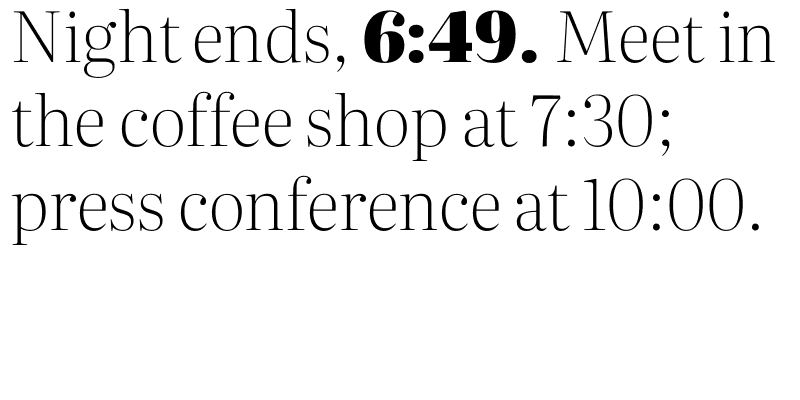 Night ends, 6:49. Meet in
the coffee shop at 7:30;
press conference at 10:00.